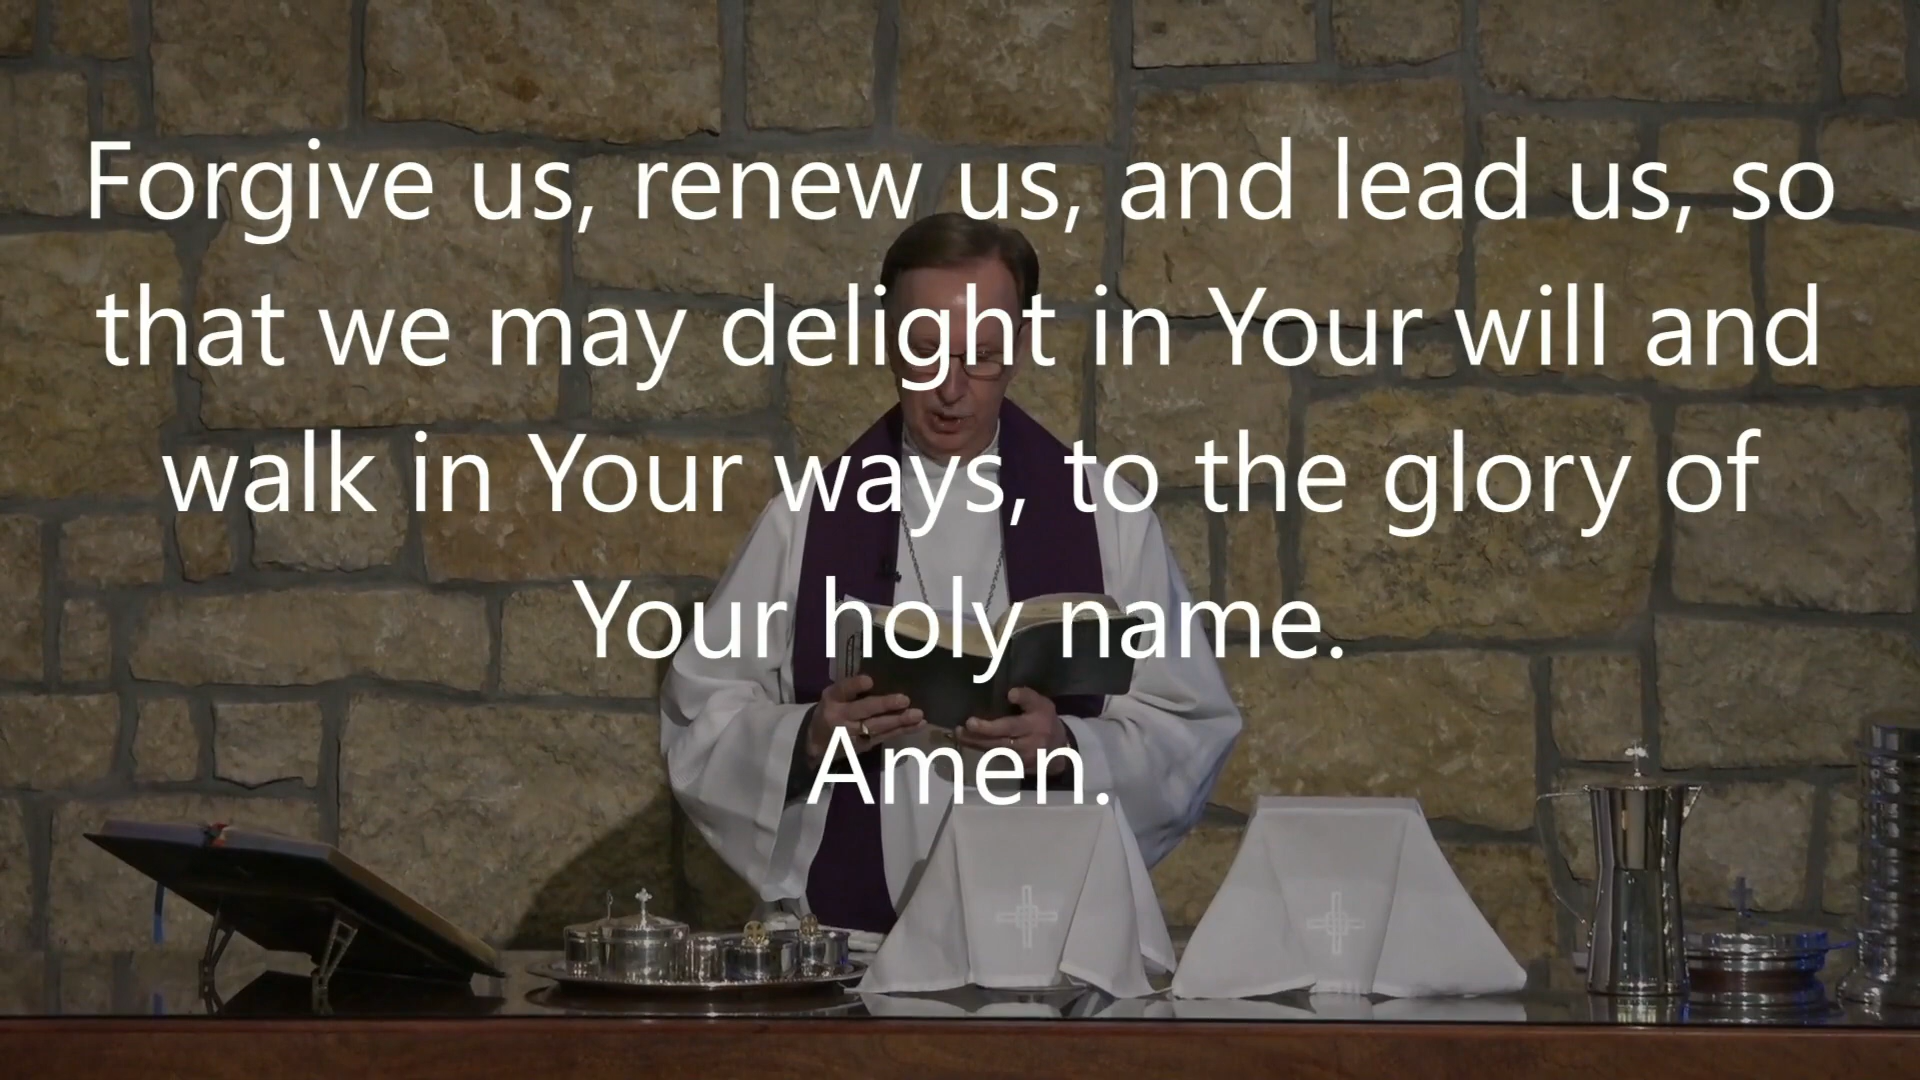 Forgive us, renew us, and lead us, so
that we may delight in Your will and
walk in Your ways, to the glory of
Your holy name.
Amen.